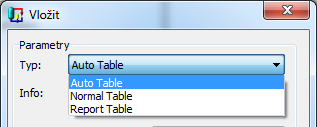 Vložit
Parametry
Typ: Auto Table
Auto Table
Info: Normal Table
Report Table